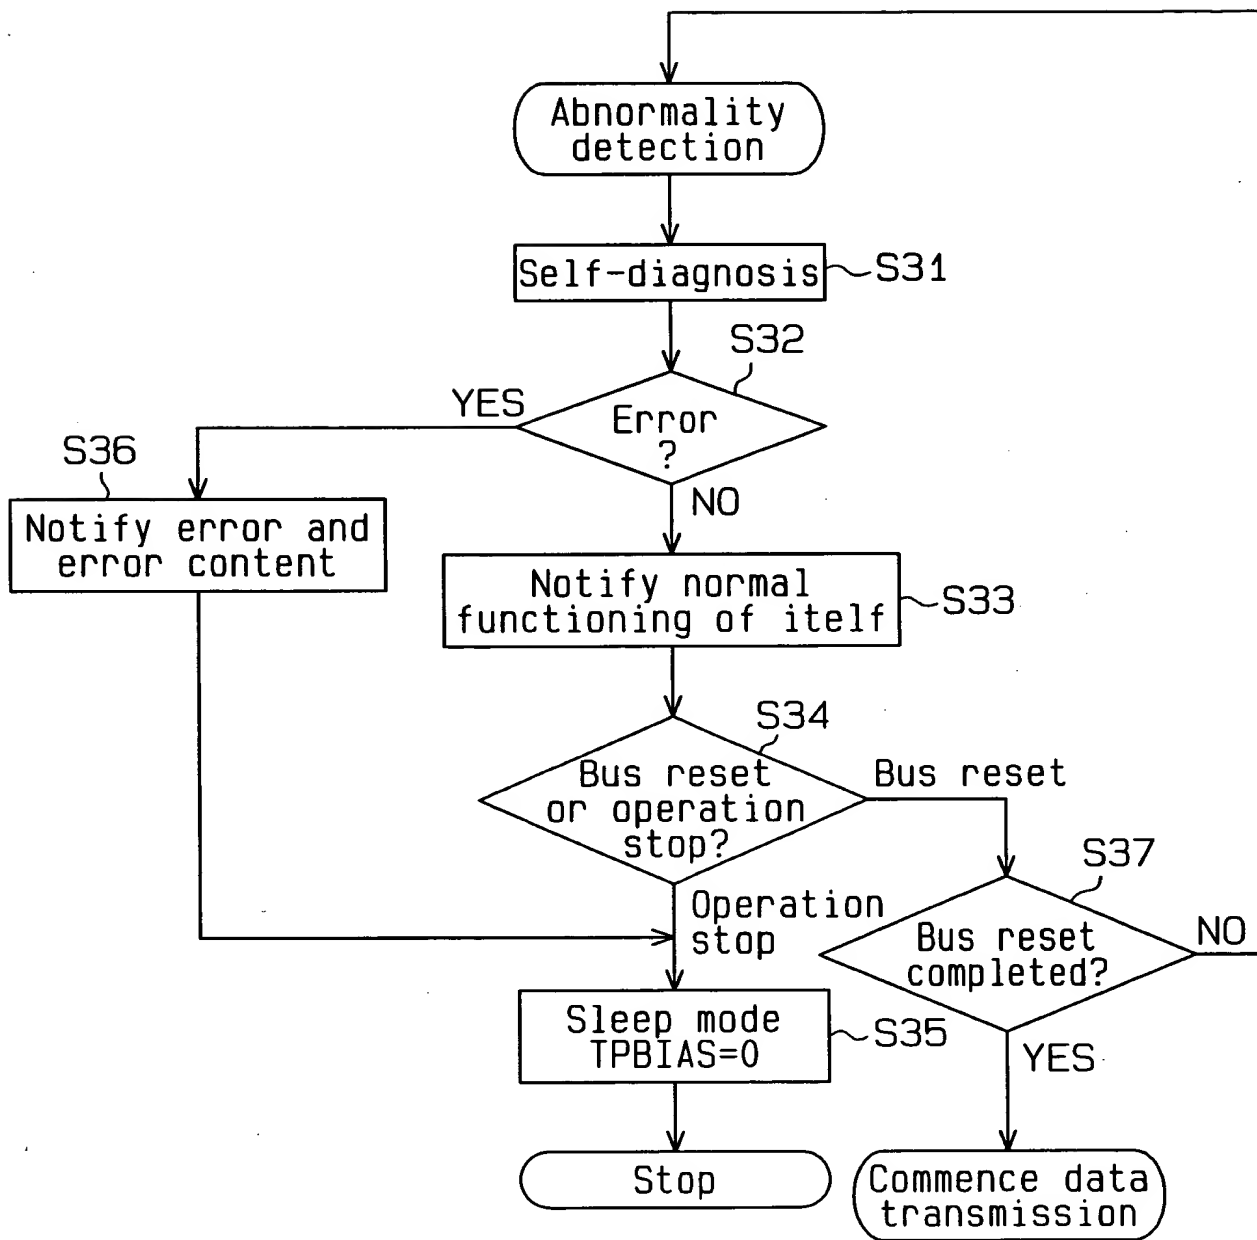 Abnormality
detection
Self-diagnosis
S31
S32
YES
Error
?
S36
NO
Notify error and
error content
Notify normal
functioning of itelf
S33
S34
Bus reset
or operation
stop?
Bus reset
S37
Operation
stop
Bus reset
completed?
NO
Sleep mode
TPBIAS=0
S35
YES
Stop
Commence data
transmission